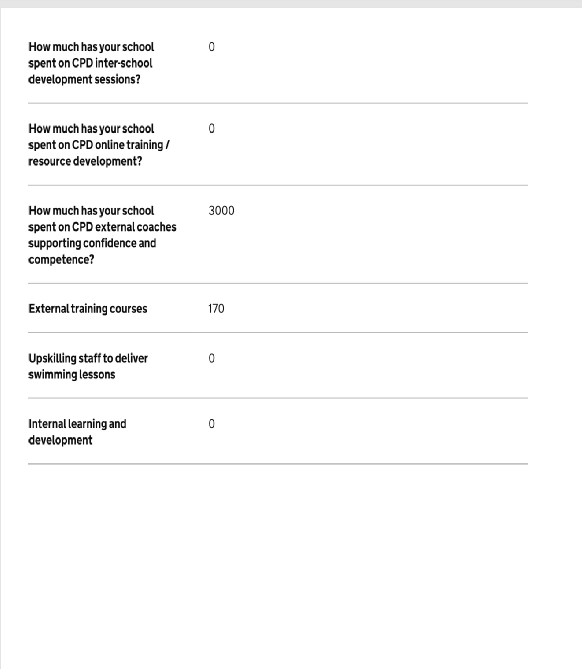 How much has your school
spent on CPD inter-school
development sessions?
0
How much has your school
spent on CPD online training /
resource development?
0
How much has your school
spent on CPD external coaches
supporting confidence and
competence?
3000
External training courses
170
Upskilling staff to deliver
swimming lessons
0
Internal learning and
development
0